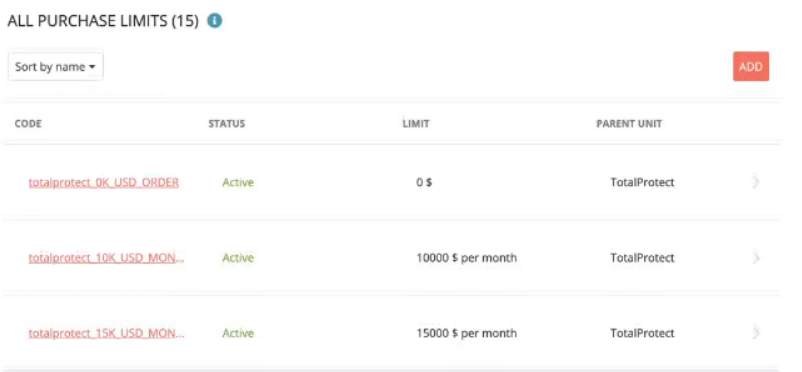 ALL PURCHASE LIMITS (15) i
Sort by name
ADD
CODE STATUS LIMIT PARENT UNIT
totalprotect_0K_USD_ORDER Active 0 $ TotalProtect
totalprotect_10K_USD_MON... Active 10000 $ per month TotalProtect
totalprotect_15K_USD_MON... Active 15000 $ per month TotalProtect